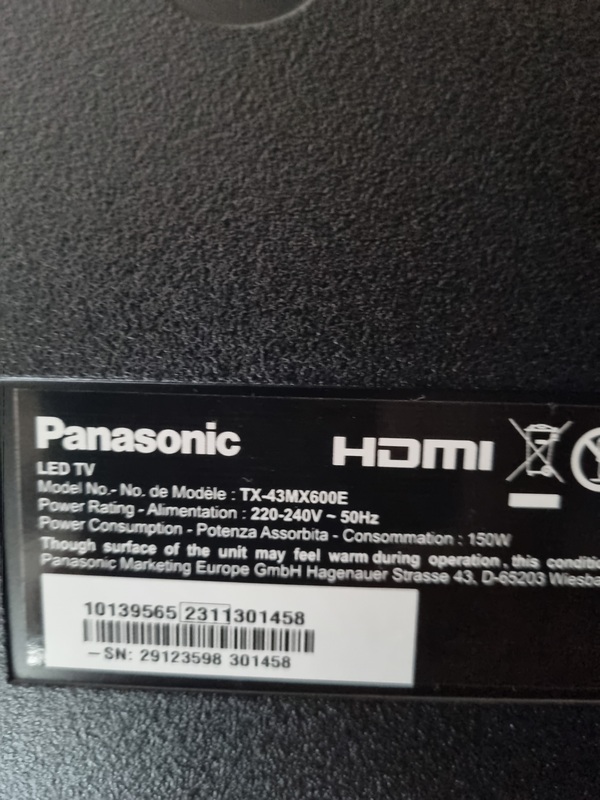 Panasonic HDMI
LED TV
Model No.- No. de Modèle : TX-43MX600E
Power Rating - Alimentation : 220-240V ~ 50Hz
Power Consumption - Potenza Assorbita - Consommation : 150W
Though surface of the unit may feel warm during operation, this
Panasonic Marketing Europe GmbH Hagenauer Strasse 43, D-65203
10139565 2311301458
-SN: 29123598 301458